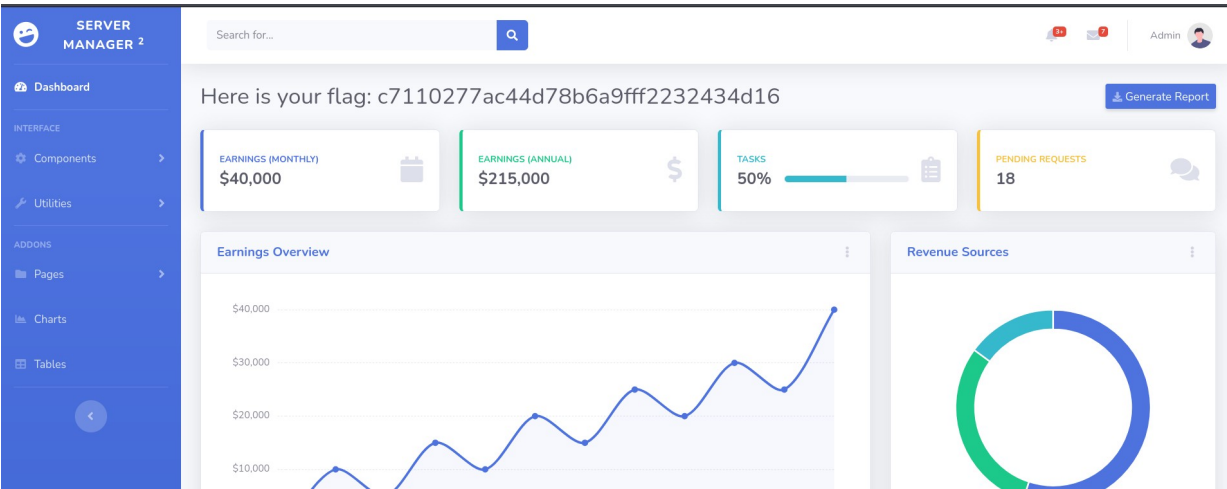 SERVER
MANAGER 2
Search for...
3+
7
Admin
Dashboard
Here is your flag: c7110277ac44d78b6a9fff2232434d16
Generate Report
INTERFACE
Components
Utilities
ADDONS
Pages
Charts
Tables
EARNINGS (MONTHLY)
$40,000
EARNINGS (ANNUAL)
$215,000
TASKS
50%
PENDING REQUESTS
18
Earnings Overview
$40,000
$30,000
$20,000
$10,000
Revenue Sources